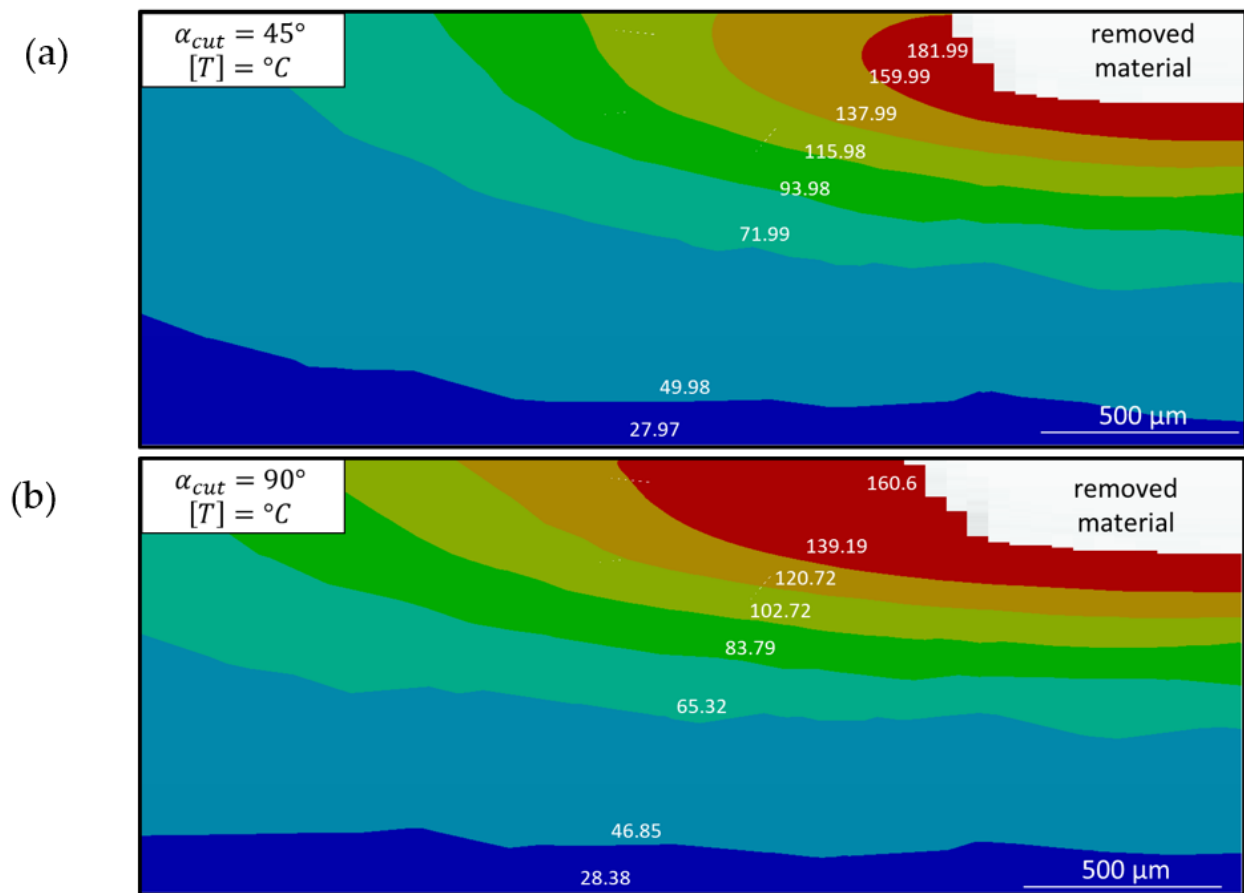 (a)
α_cut = 45°
[T] = °C
removed
material
181.99
159.99
137.99
115.98
93.98
71.99
49.98
27.97
500 μm
(b)
α_cut = 90°
[T] = °C
removed
material
160.6
139.19
120.72
102.72
83.79
65.32
46.85
28.38
500 μm